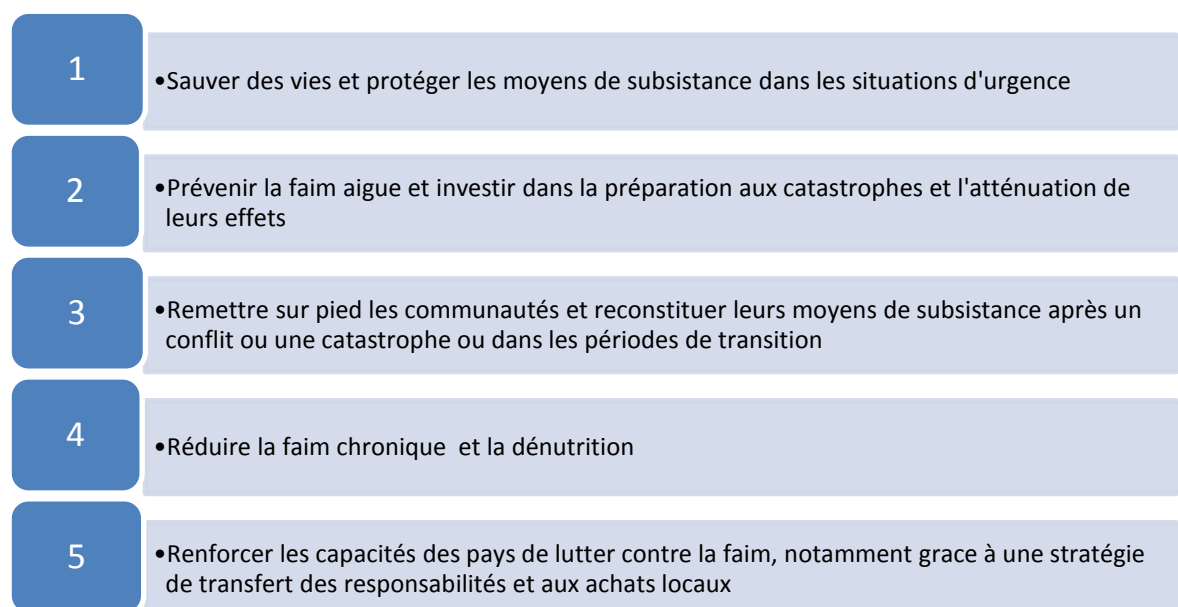 1
•Sauver des vies et protéger les moyens de subsistance dans les situations d'urgence
2
•Prévenir la faim aigue et investir dans la préparation aux catastrophes et l'atténuation de
leurs effets
3
•Remettre sur pied les communautés et reconstituer leurs moyens de subsistance après un
conflit ou une catastrophe ou dans les périodes de transition
4
•Réduire la faim chronique  et la dénutrition
5
•Renforcer les capacités des pays de lutter contre la faim, notamment grace à une stratégie
de transfert des responsabilités et aux achats locaux